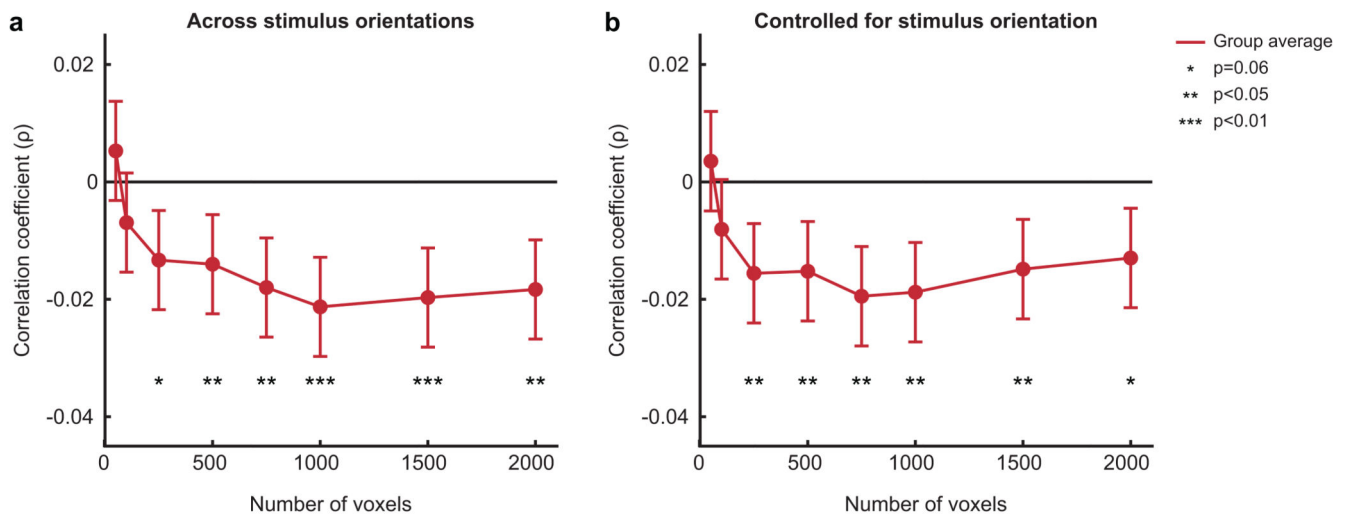 a
Across stimulus orientations
0.02
0
-0.02
-0.04
Correlation coefficient (ρ)
* ** ** *** *** **
0 500 1000 1500 2000
Number of voxels
b
Controlled for stimulus orientation
0.02
0
-0.02
-0.04
Correlation coefficient (ρ)
** ** ** ** ** *
0 500 1000 1500 2000
Number of voxels
Group average
* p=0.06
** p<0.05
*** p<0.01